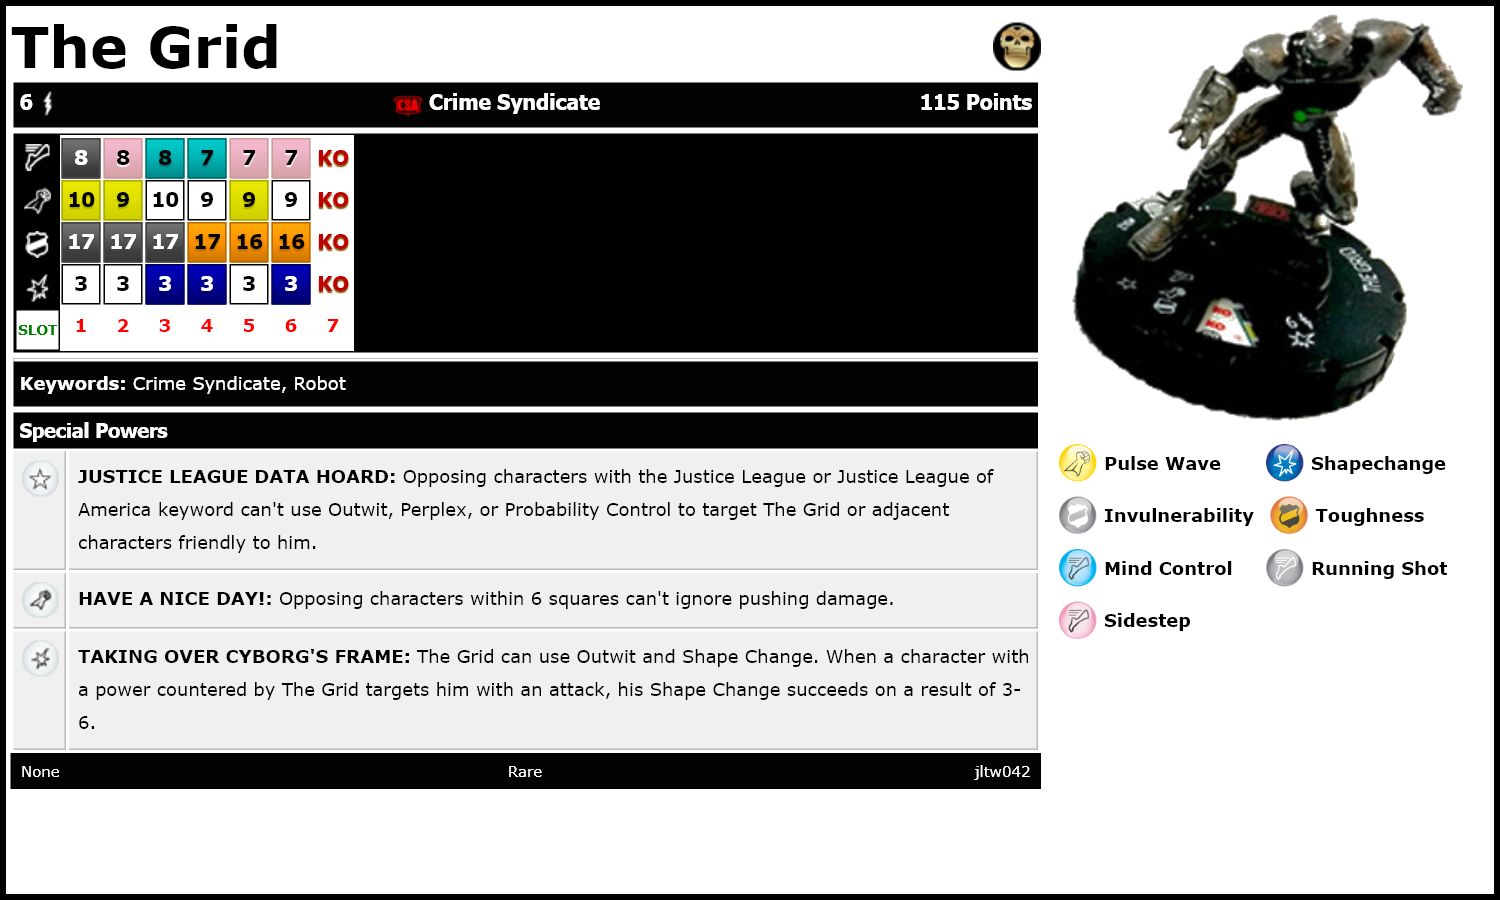 The Grid
6 CSA Crime Syndicate 115 Points
8 8 8 7 7 7 KO
10 9 10 9 9 9 KO
17 17 17 17 16 16 KO
3 3 3 3 3 3 KO
SLOT 1 2 3 4 5 6 7
Keywords: Crime Syndicate, Robot
Special Powers
JUSTICE LEAGUE DATA HOARD: Opposing characters with the Justice League or Justice League of
America keyword can't use Outwit, Perplex, or Probability Control to target The Grid or adjacent
characters friendly to him.
HAVE A NICE DAY!: Opposing characters within 6 squares can't ignore pushing damage.
TAKING OVER CYBORG'S FRAME: The Grid can use Outwit and Shape Change. When a character with
a power countered by The Grid targets him with an attack, his Shape Change succeeds on a result of 3-
6.
None Rare jltw042
THE GRID
KO
KO
6
Pulse Wave Shapechange
Invulnerability Toughness
Mind Control Running Shot
Sidestep